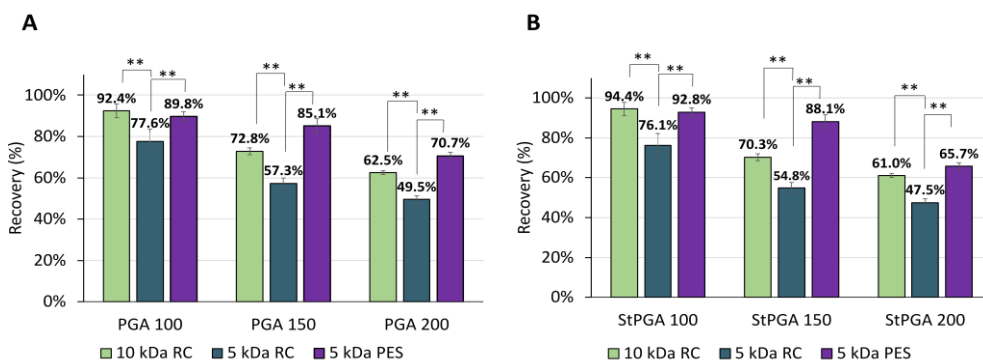 A
** ** ** ** ** **
92.4% 77.6% 89.8%
72.8% 57.3% 85.1%
62.5% 49.5% 70.7%
Recovery (%)
100%
80%
60%
40%
20%
0%
PGA 100 PGA 150 PGA 200
10 kDa RC 5 kDa RC 5 kDa PES
B
** ** ** ** ** **
94.4% 76.1% 92.8%
70.3% 54.8% 88.1%
61.0% 47.5% 65.7%
Recovery (%)
100%
80%
60%
40%
20%
0%
StPGA 100 StPGA 150 StPGA 200
10 kDa RC 5 kDa RC 5 kDa PES